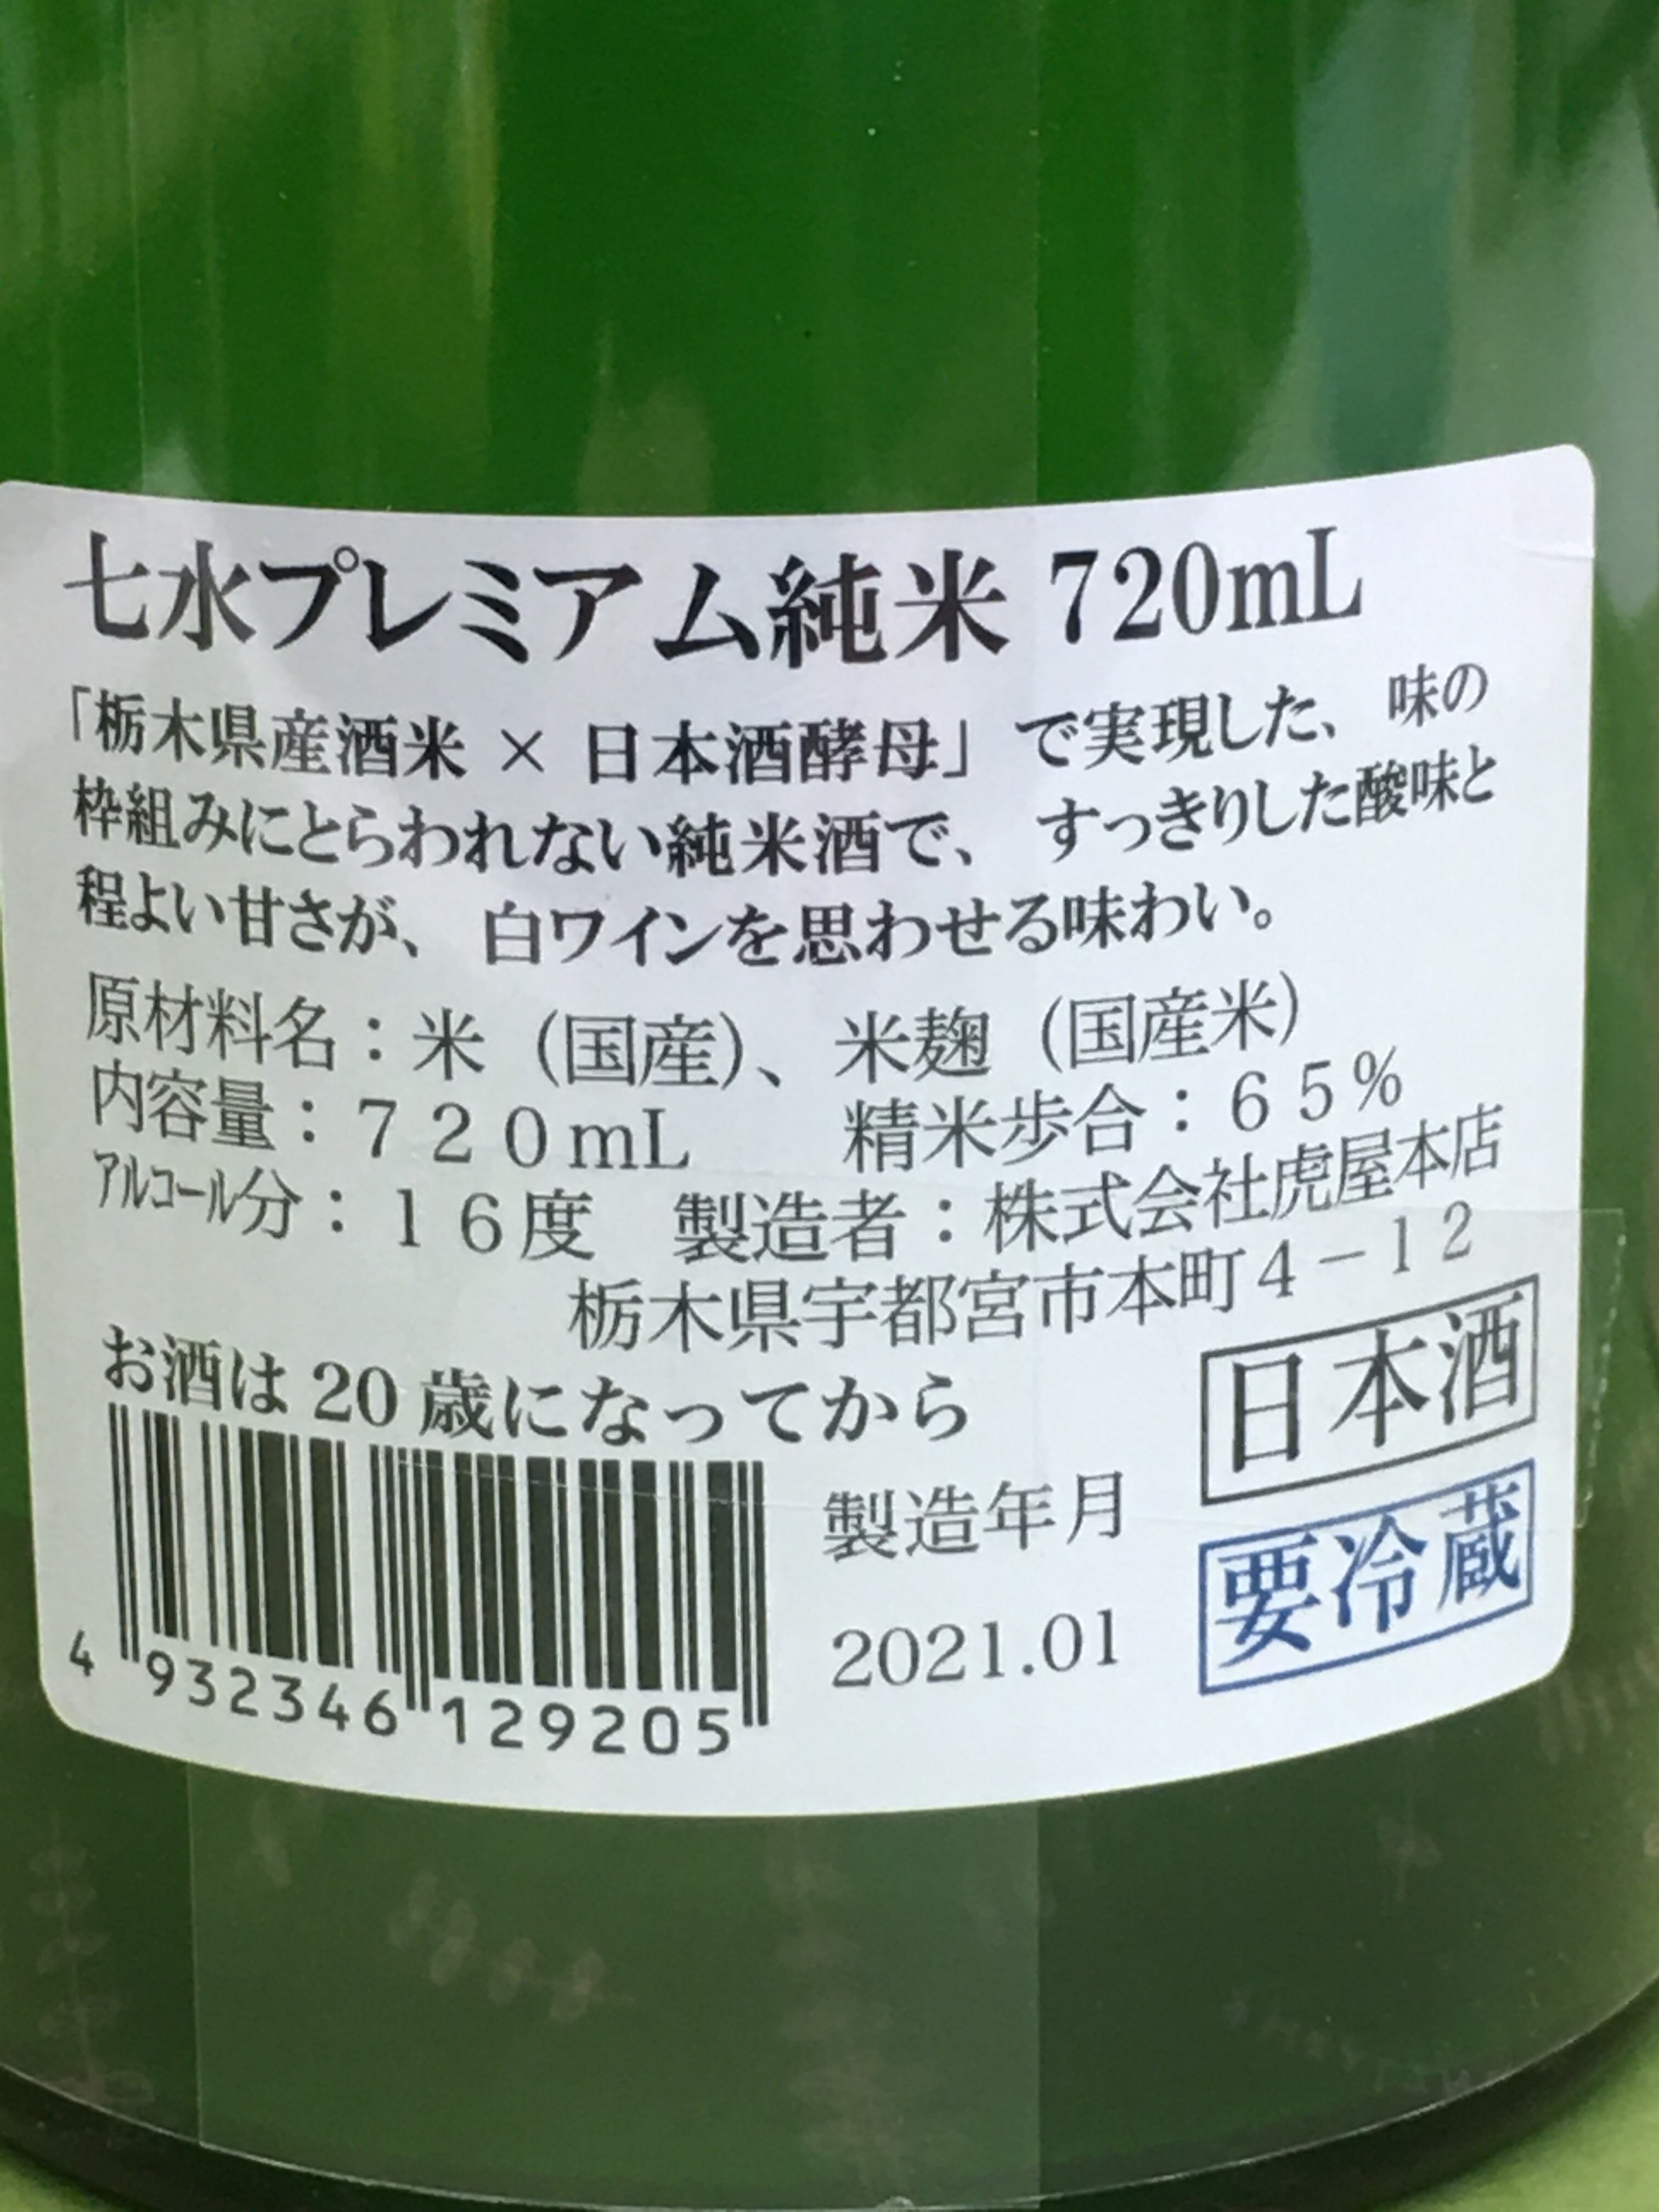 七水プレミアム純米 720mL
「栃木県産酒米 × 日本酒酵母」で実現した、味の
枠組みにとらわれない純米酒で、すっきりした酸味と
程よい甘さが、白ワインを思わせる味わい。
原材料名：米（国産）、米麹（国産米）
内容量：７２０mL　精米歩合：６５%
ｱﾙｺｰﾙ分：１６度　製造者：株式会社虎屋本店
栃木県宇都宮市本町４－１２
お酒は 20 歳になってから
日本酒
製造年月
要冷蔵
2021.01
4 932346 129205